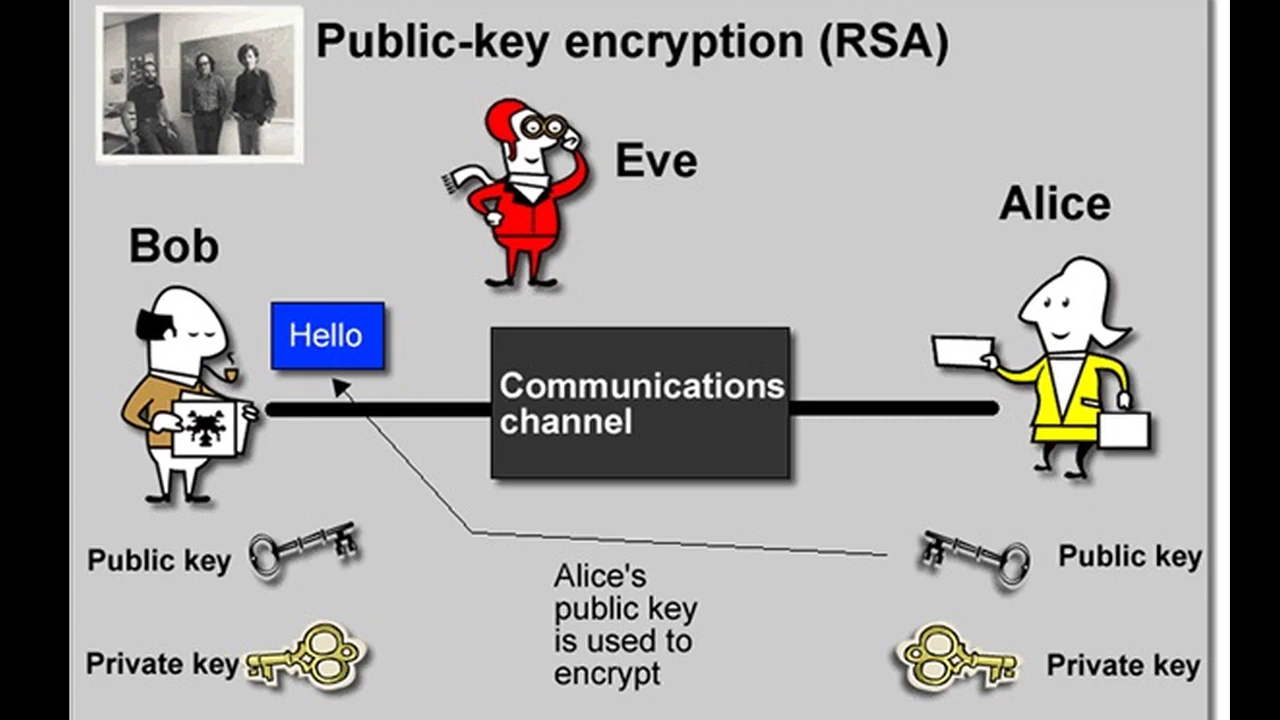 Public-key encryption (RSA)
Eve
Alice
Bob
Hello
Communications
channel
Public key
Public key
Alice's
public key
is used to
encrypt
Private key
Private key